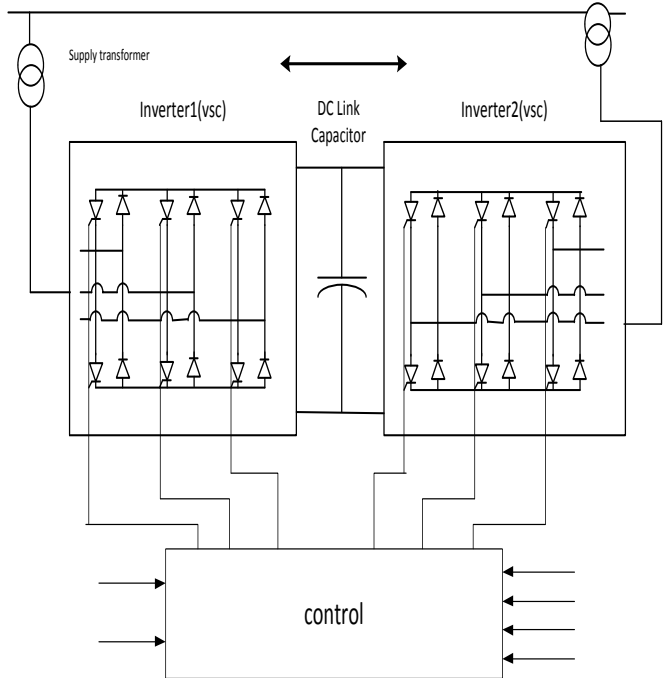 Supply transformer
Inverter1(vsc)
DC Link
Capacitor
Inverter2(vsc)
control